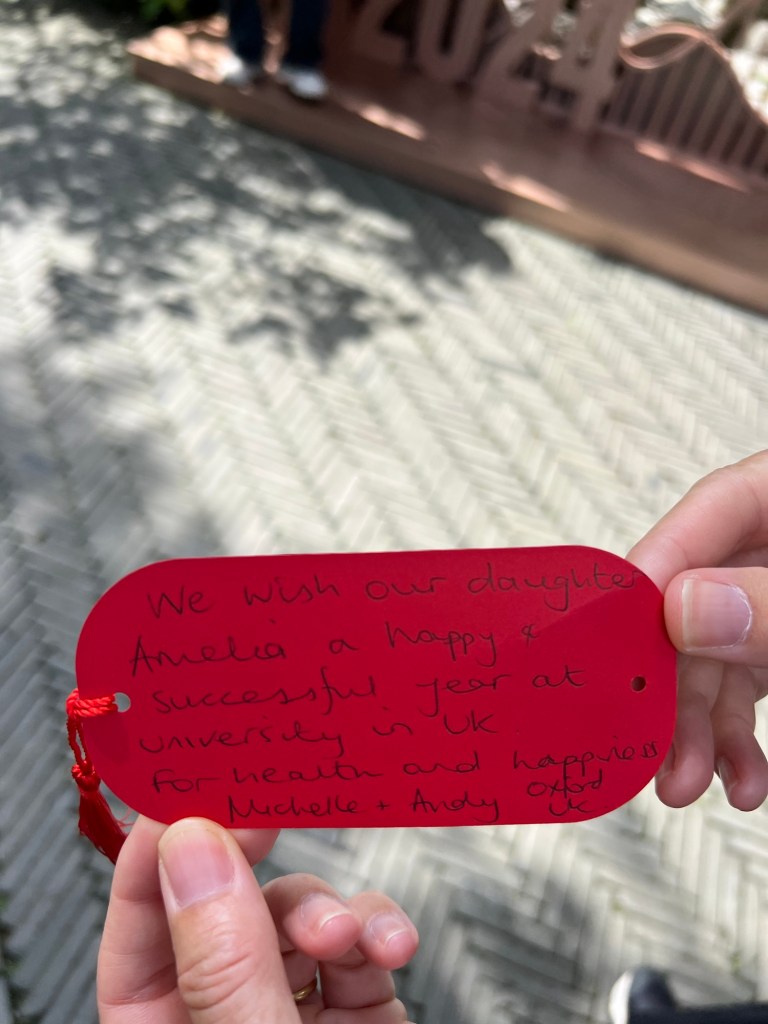 2024
We wish our daughter
Amelia a happy &
successful year at
university in UK
for health and happiness
Michelle + Andy Oxford
UK